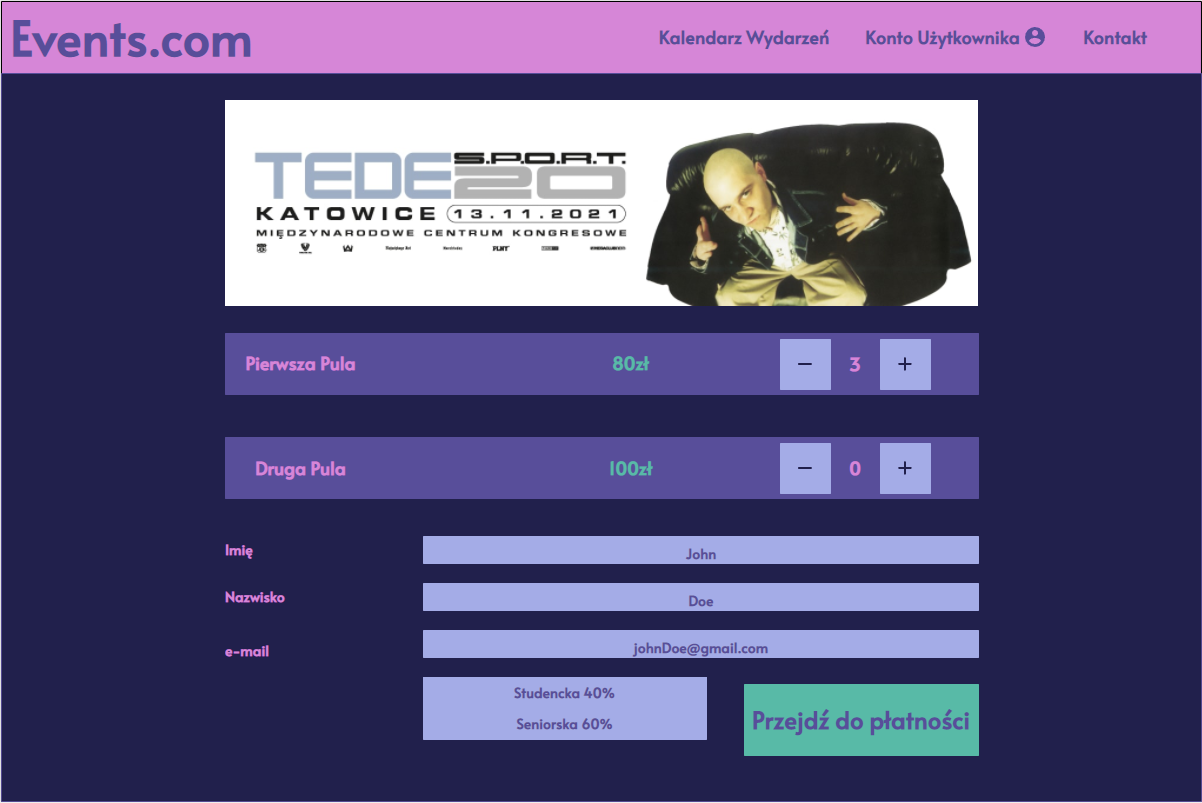 Events.com
Kalendarz Wydarzeń
Konto Użytkownika
Kontakt
TEDE S.P.O.R.T. 20
KATOWICE 13.11.2021
MIĘDZYNARODOWE CENTRUM KONGRESOWE
Pierwsza Pula 80zł − 3 +
Druga Pula 100zł − 0 +
Imię John
Nazwisko Doe
e-mail johnDoe@gmail.com
Studencka 40%
Seniorska 60%
Przejdź do płatności